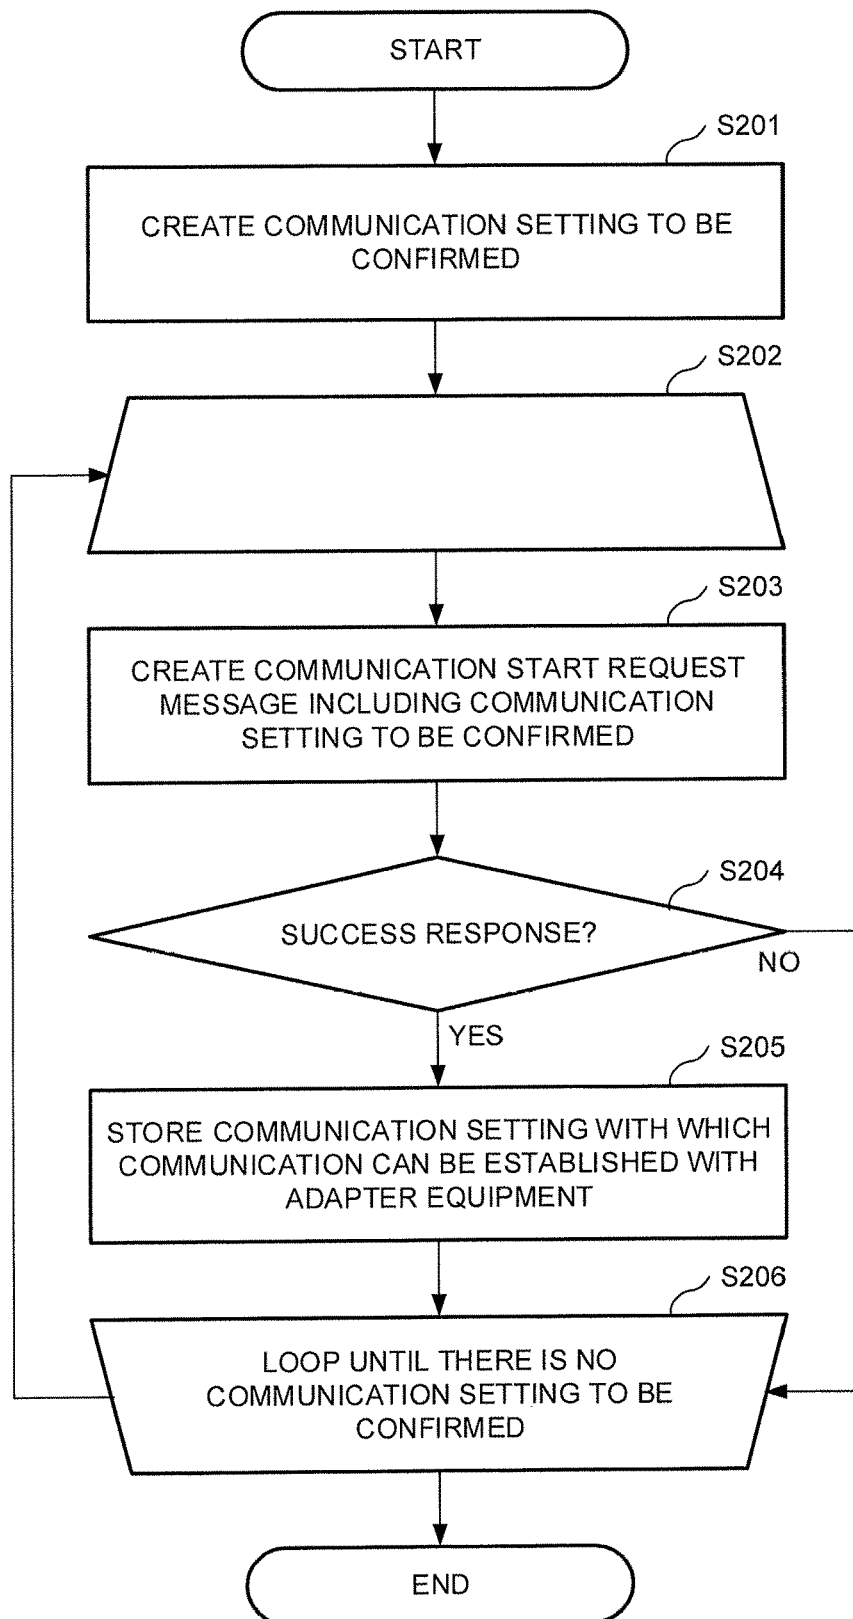 START
S201
CREATE COMMUNICATION SETTING TO BE
CONFIRMED
S202
S203
CREATE COMMUNICATION START REQUEST
MESSAGE INCLUDING COMMUNICATION
SETTING TO BE CONFIRMED
S204
SUCCESS RESPONSE?
NO
YES
S205
STORE COMMUNICATION SETTING WITH WHICH
COMMUNICATION CAN BE ESTABLISHED WITH
ADAPTER EQUIPMENT
S206
LOOP UNTIL THERE IS NO
COMMUNICATION SETTING TO BE
CONFIRMED
END